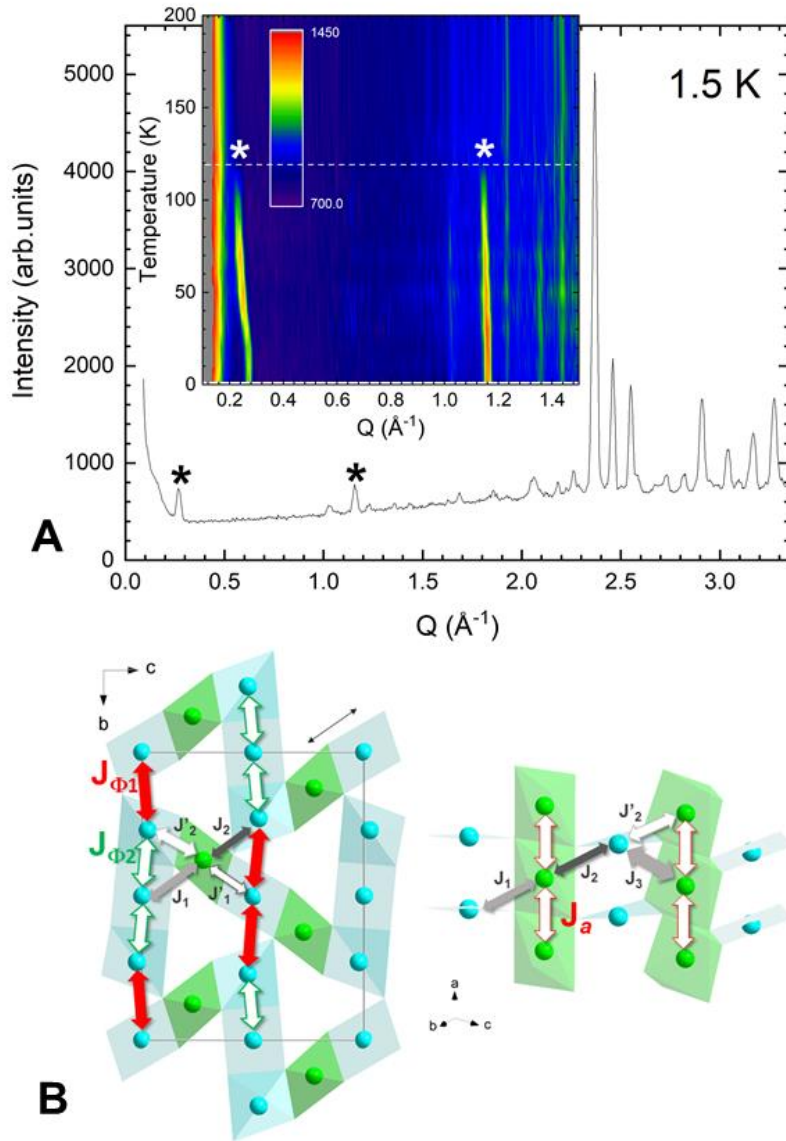 1.5 K
Intensity (arb.units)
5000
4000
3000
2000
1000
0
0.0 0.5 1.0 1.5 2.0 2.5 3.0
Q (Å⁻¹)
Temperature (K)
200
150
100
50
0
0.2 0.4 0.6 0.8 1.0 1.2 1.4
Q (Å⁻¹)
1450
700.0
* *
* *
A
c
b
JΦ1
JΦ2
J'2
J2
J1
J'1
J1
J2
J'2
J3
Ja
a
b c
B